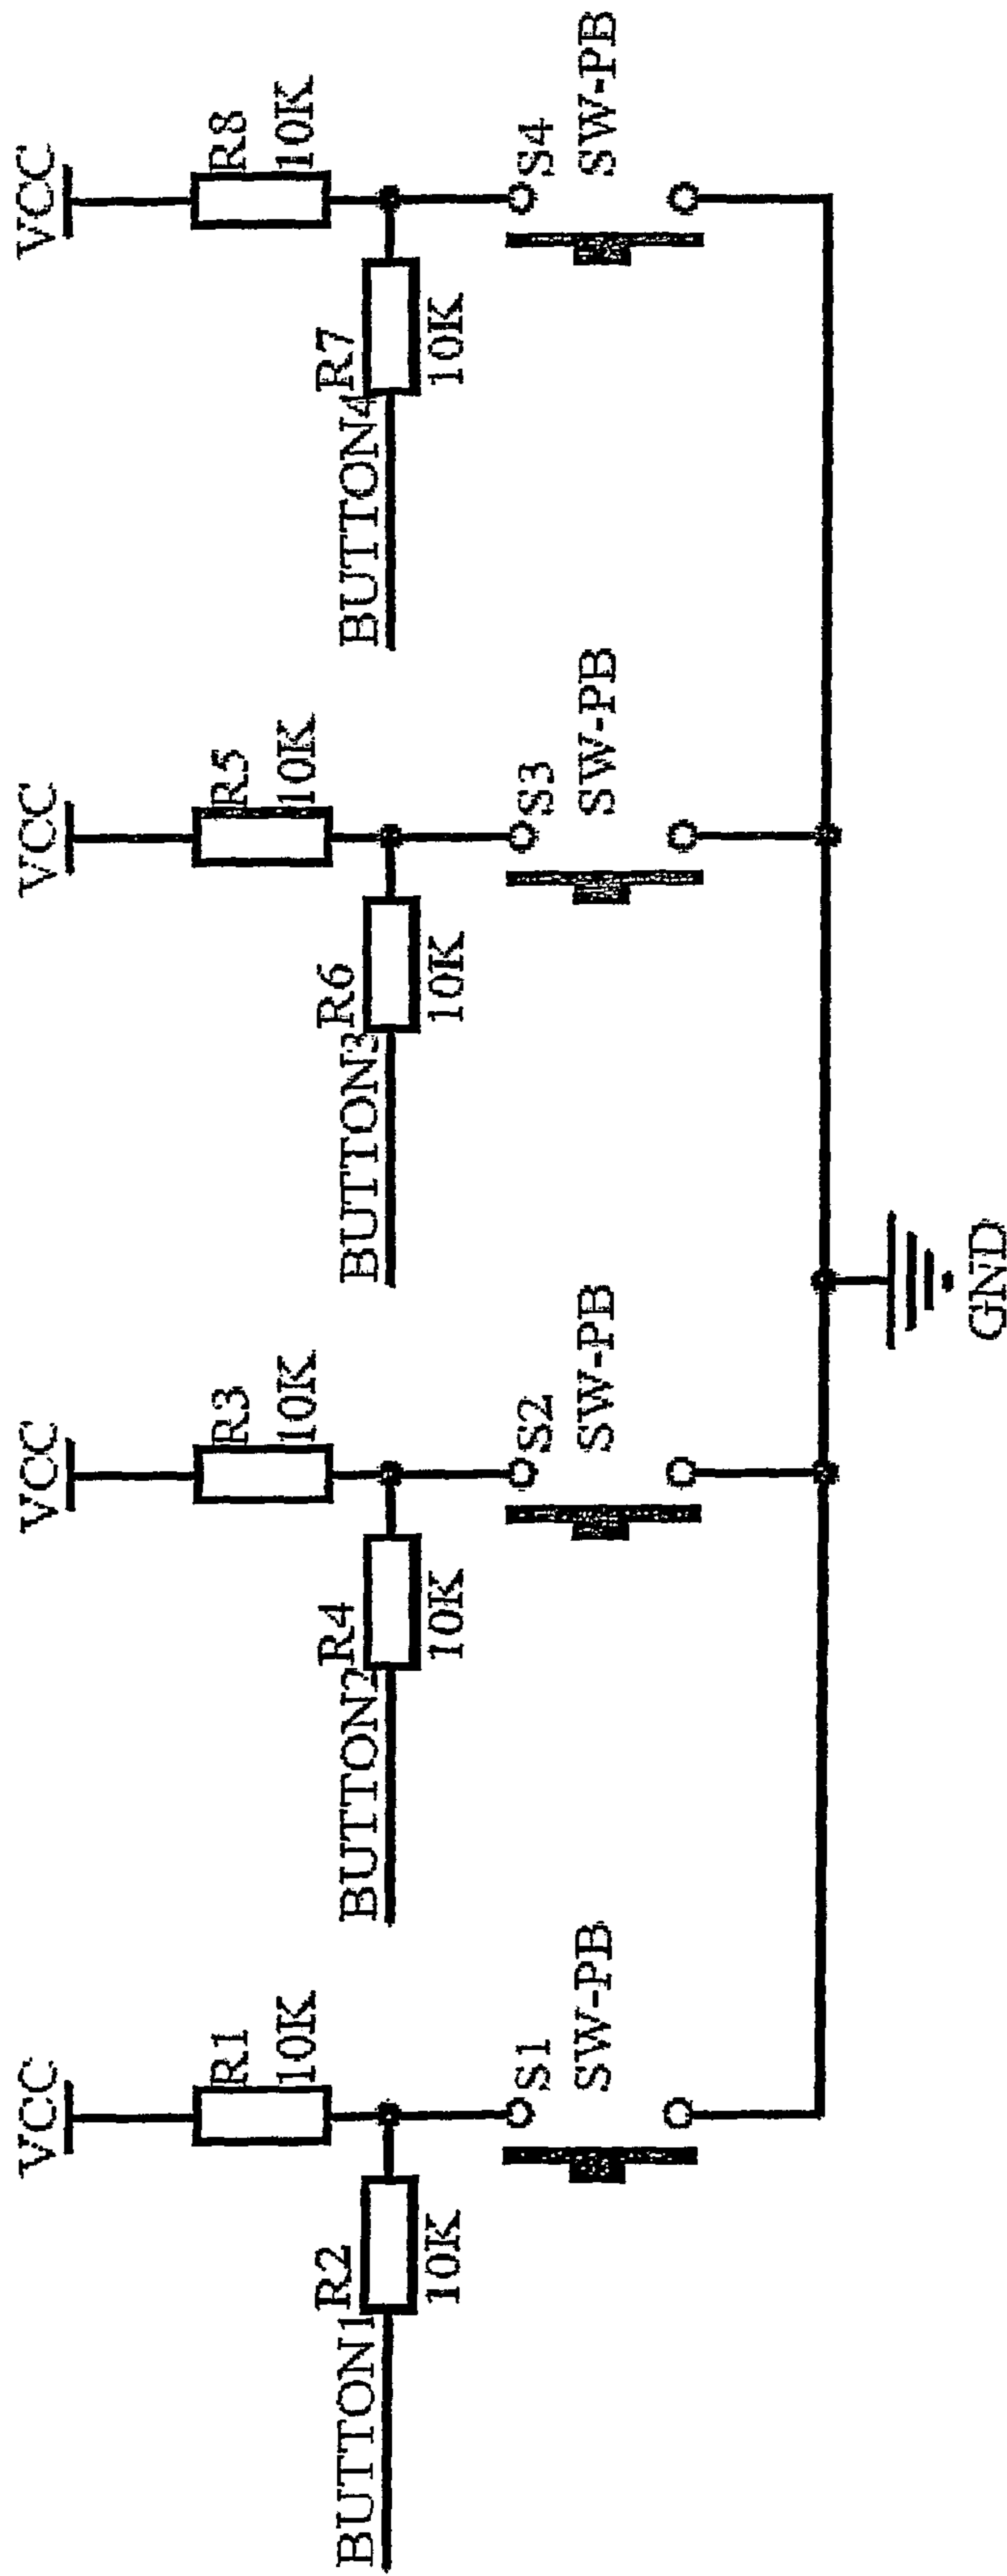 VCC
R1
10K
R2
10K
BUTTON1
S1
SW-PB
VCC
R3
10K
R4
10K
BUTTON2
S2
SW-PB
VCC
R5
10K
R6
10K
BUTTON3
S3
SW-PB
VCC
R8
10K
R7
10K
BUTTON4
S4
SW-PB
GND